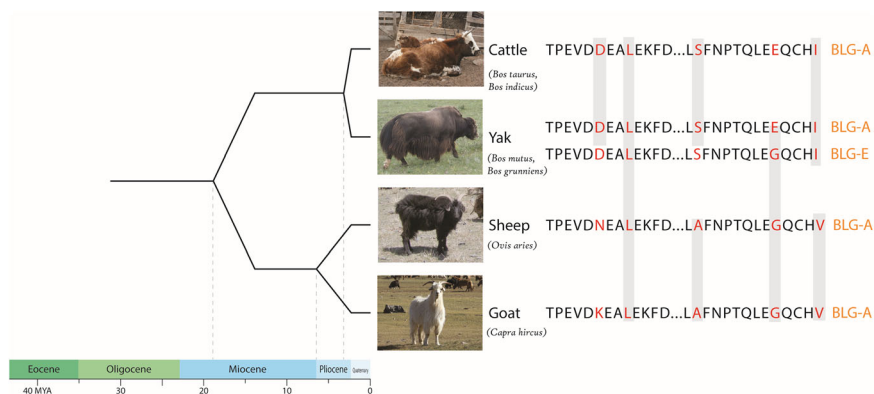 Cattle TPEVDDEALEKFD...LSFNPTQLEEQCHI BLG-A
(Bos taurus,
Bos indicus)
TPEVDDEALEKFD...LSFNPTQLEEQCHI BLG-A
Yak
TPEVDDEALEKFD...LSFNPTQLEGQCHI BLG-E
(Bos mutus,
Bos grunniens)
Sheep TPEVDNEALEKFD...LAFNPTQLEGQCHV BLG-A
(Ovis aries)
Goat TPEVDKEALEKFD...LAFNPTQLEGQCHV BLG-A
(Capra hircus)
Eocene Oligocene Miocene Pliocene Quaternary
40 MYA 30 20 10 0